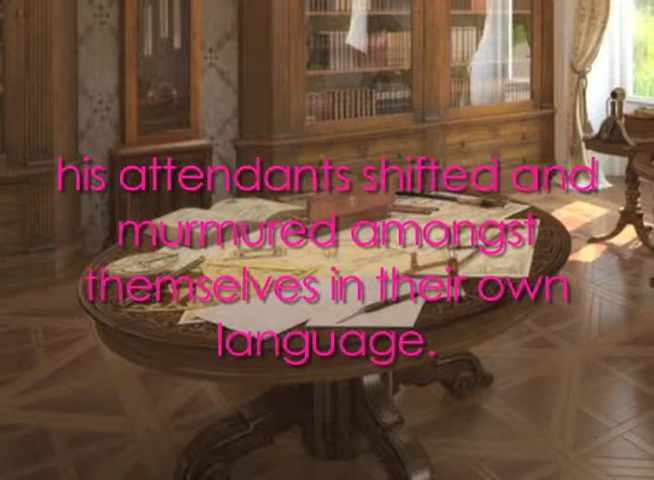 his attendants shifted and
murmured amongst
themselves in their own
language.